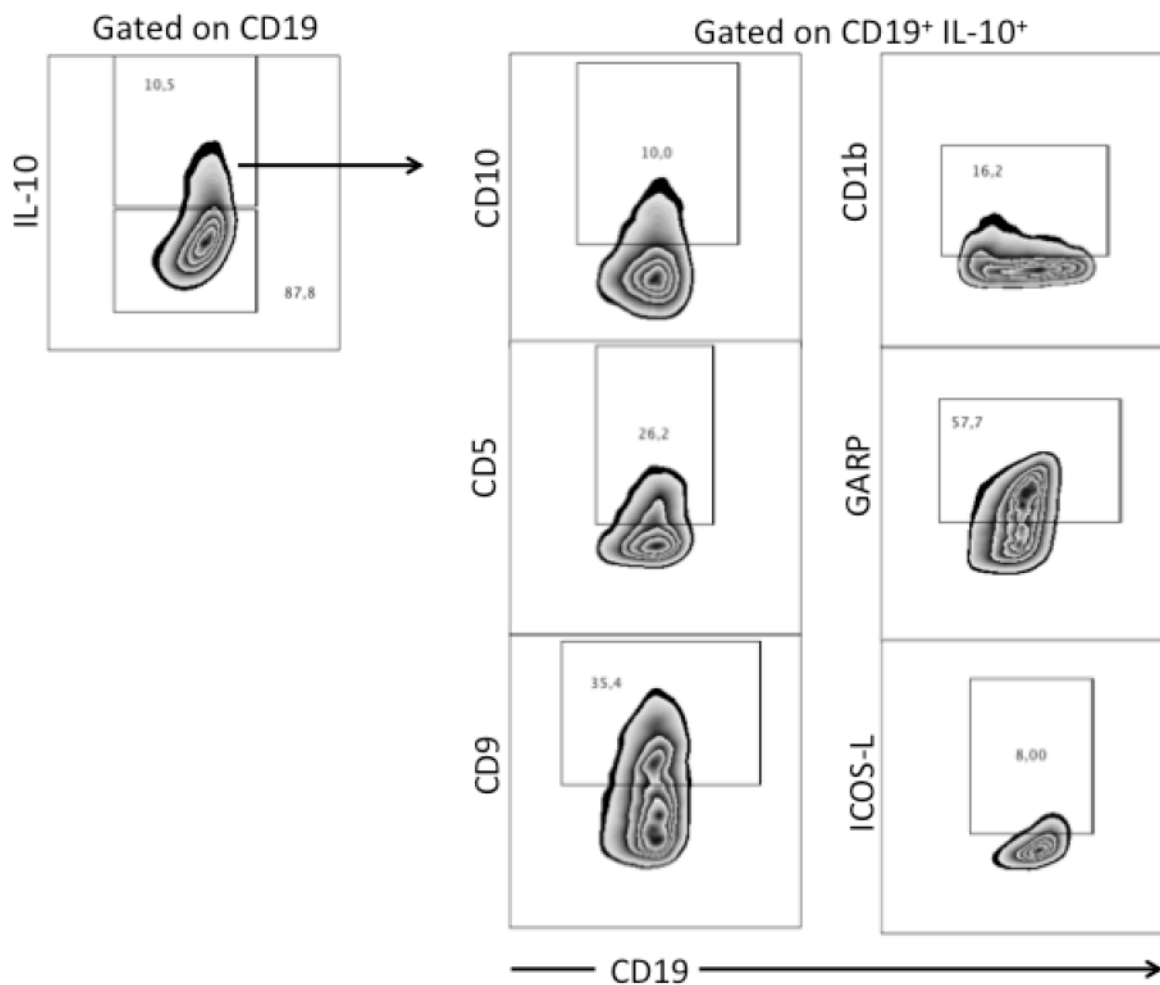 Gated on CD19
Gated on CD19⁺ IL-10⁺
IL-10
10,5
87,8
CD10
10,0
CD1b
16,2
CD5
26,2
GARP
57,7
CD9
35,4
ICOS-L
8,00
CD19